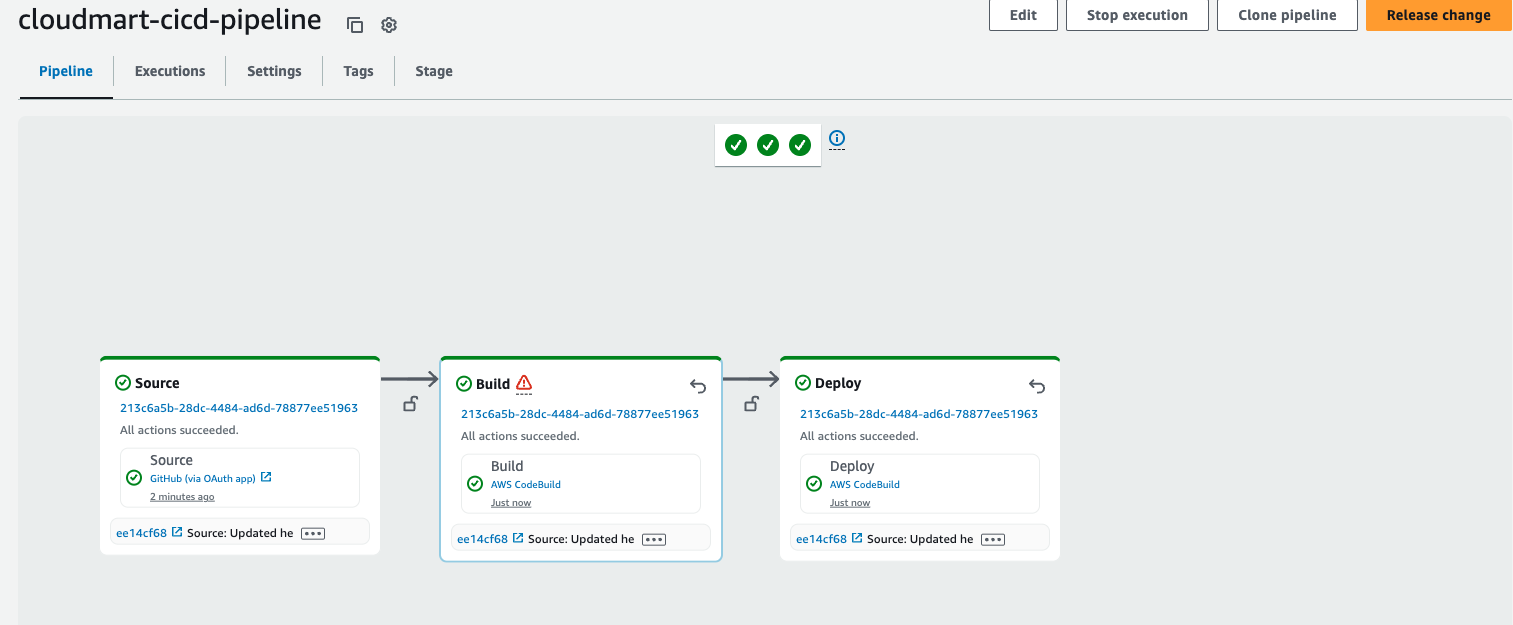 cloudmart-cicd-pipeline
Edit
Stop execution
Clone pipeline
Release change
Pipeline
Executions
Settings
Tags
Stage
Source
213c6a5b-28dc-4484-ad6d-78877ee51963
All actions succeeded.
Source
GitHub (via OAuth app)
2 minutes ago
ee14cf68 Source: Updated he
Build
213c6a5b-28dc-4484-ad6d-78877ee51963
All actions succeeded.
Build
AWS CodeBuild
Just now
ee14cf68 Source: Updated he
Deploy
213c6a5b-28dc-4484-ad6d-78877ee51963
All actions succeeded.
Deploy
AWS CodeBuild
Just now
ee14cf68 Source: Updated he